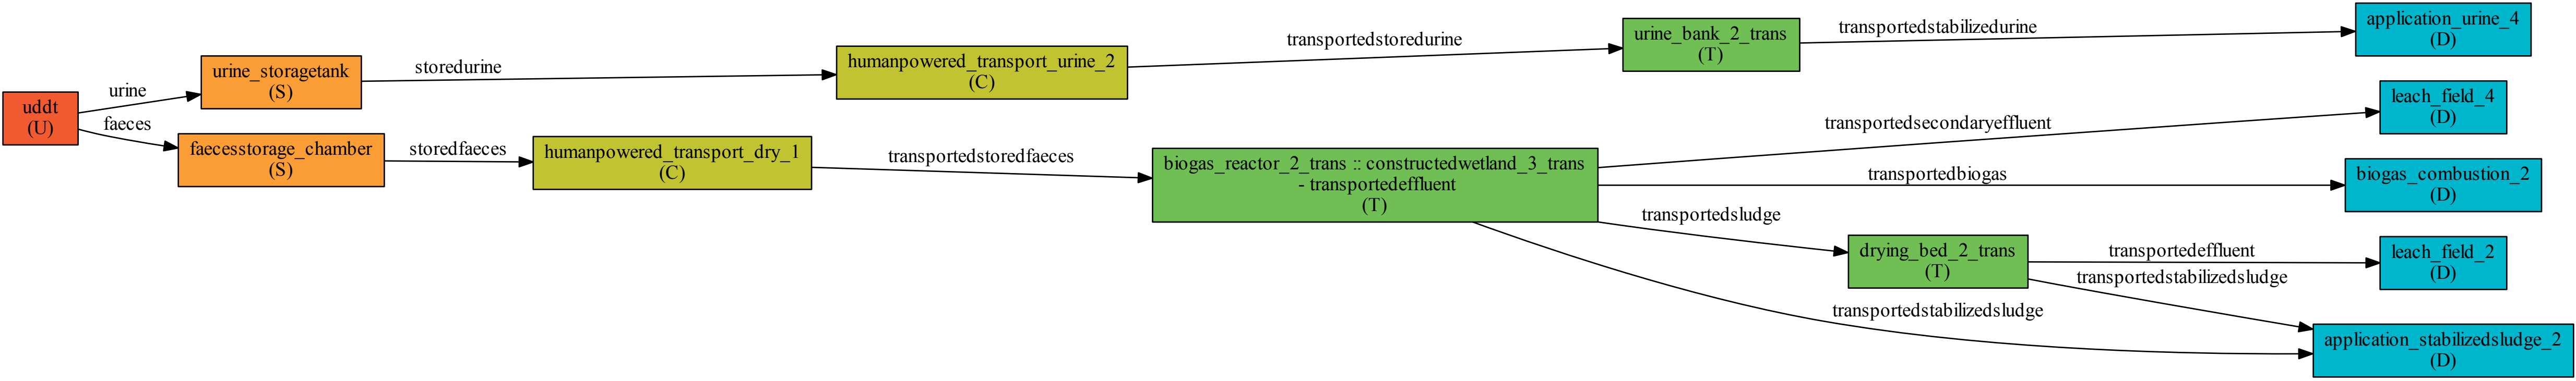 uddt
(U)
urine
faeces
urine_storagetank
(S)
faecesstorage_chamber
(S)
storedurine
storedfaeces
humanpowered_transport_dry_1
(C)
humanpowered_transport_urine_2
(C)
transportedstoredfaeces
transportedstoredurine
biogas_reactor_2_trans :: constructedwetland_3_trans
- transportedeffluent
(T)
urine_bank_2_trans
(T)
transportedstabilizedurine
transportedsecondaryeffluent
transportedbiogas
transportedsludge
transportedstabilizedsludge
drying_bed_2_trans
(T)
transportedeffluent
transportedstabilizedsludge
application_urine_4
(D)
leach_field_4
(D)
biogas_combustion_2
(D)
leach_field_2
(D)
application_stabilizedsludge_2
(D)